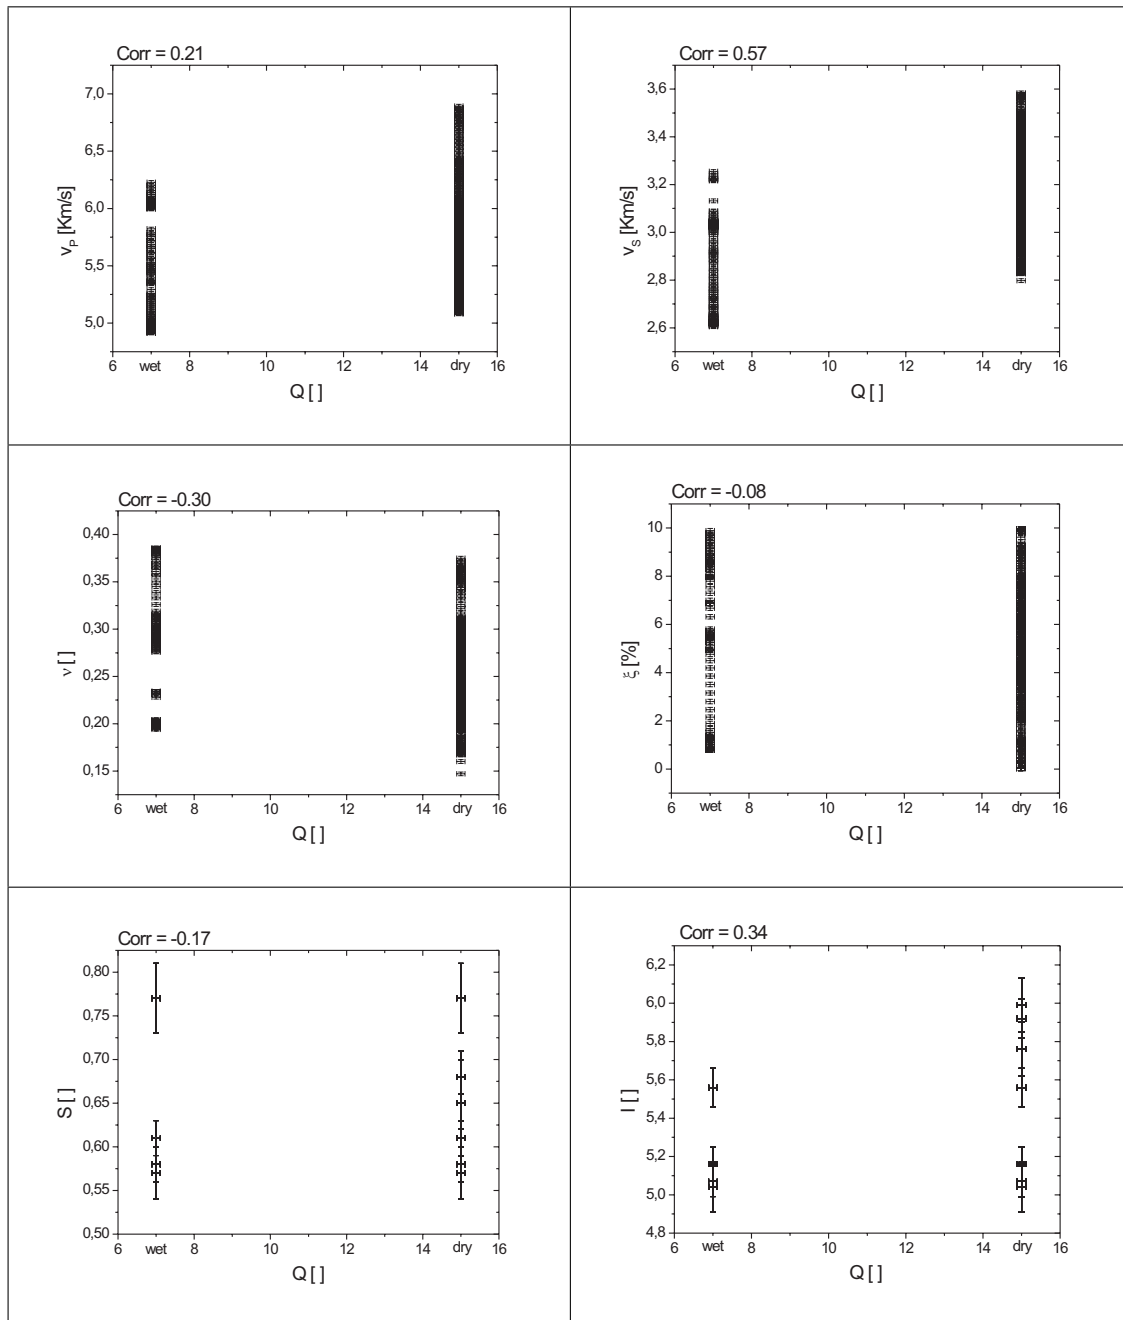 Corr = 0.21
7,0
6,5
6,0
5,5
5,0
v_P [Km/s]
6 wet 8 10 12 14 dry 16
Q [ ]
Corr = 0.57
3,6
3,4
3,2
3,0
2,8
2,6
v_S [Km/s]
6 wet 8 10 12 14 dry 16
Q [ ]
Corr = -0.30
0,40
0,35
0,30
0,25
0,20
0,15
ν [ ]
6 wet 8 10 12 14 dry 16
Q [ ]
Corr = -0.08
10
8
6
4
2
0
ξ [%]
6 wet 8 10 12 14 dry 16
Q [ ]
Corr = -0.17
0,80
0,75
0,70
0,65
0,60
0,55
0,50
S [ ]
6 wet 8 10 12 14 dry 16
Q [ ]
Corr = 0.34
6,2
6,0
5,8
5,6
5,4
5,2
5,0
4,8
I [ ]
6 wet 8 10 12 14 dry 16
Q [ ]